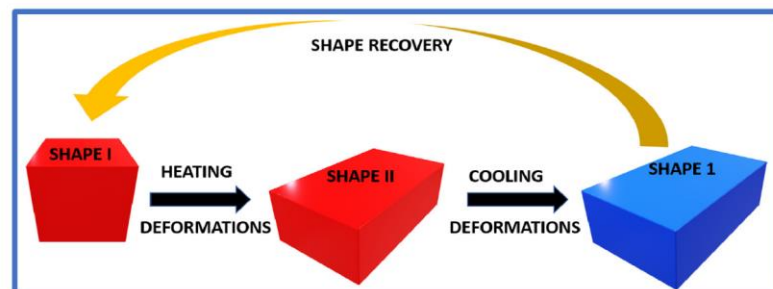 SHAPE RECOVERY
SHAPE I
HEATING
DEFORMATIONS
SHAPE II
COOLING
DEFORMATIONS
SHAPE 1